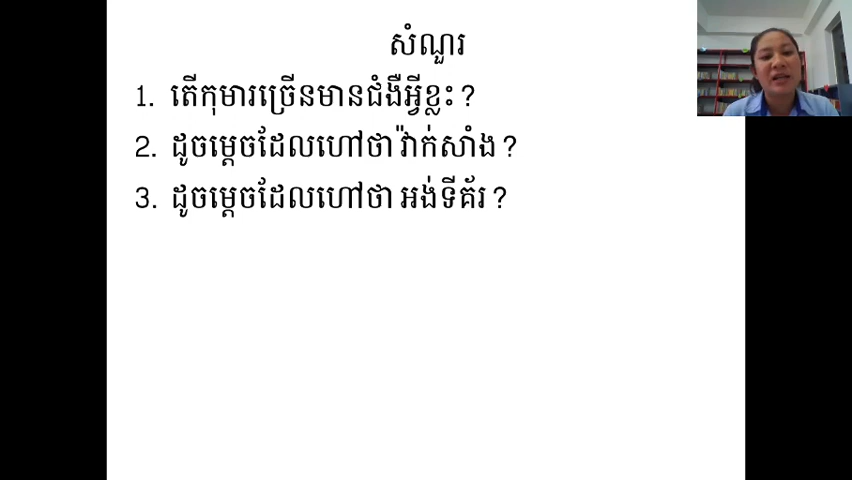 សំណួរ
1. តើកុមារច្រើនមានជំងឺអ្វីខ្លះ ?
2. ដូចម្ដេចដែលហៅថា វ៉ាក់សាំង ?
3. ដូចម្ដេចដែលហៅថា អង់ទីគ័រ ?